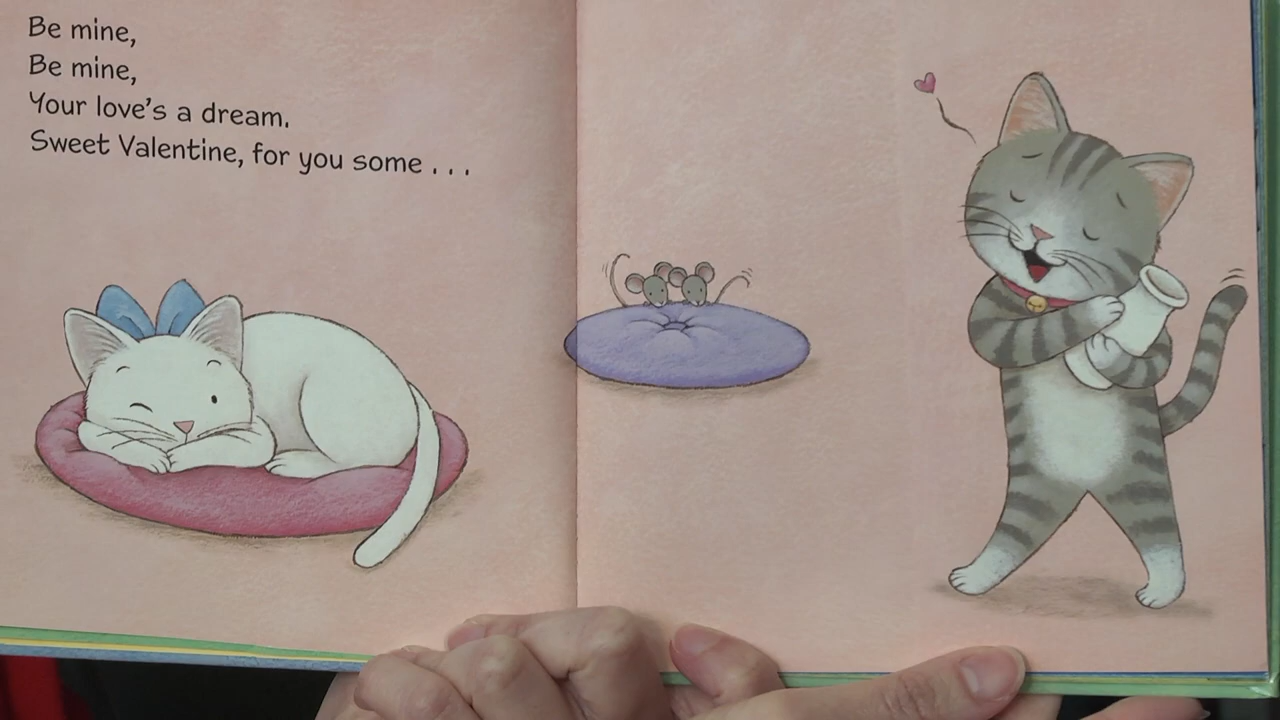 Be mine,
Be mine,
Your love's a dream.
Sweet Valentine, for you some . . .